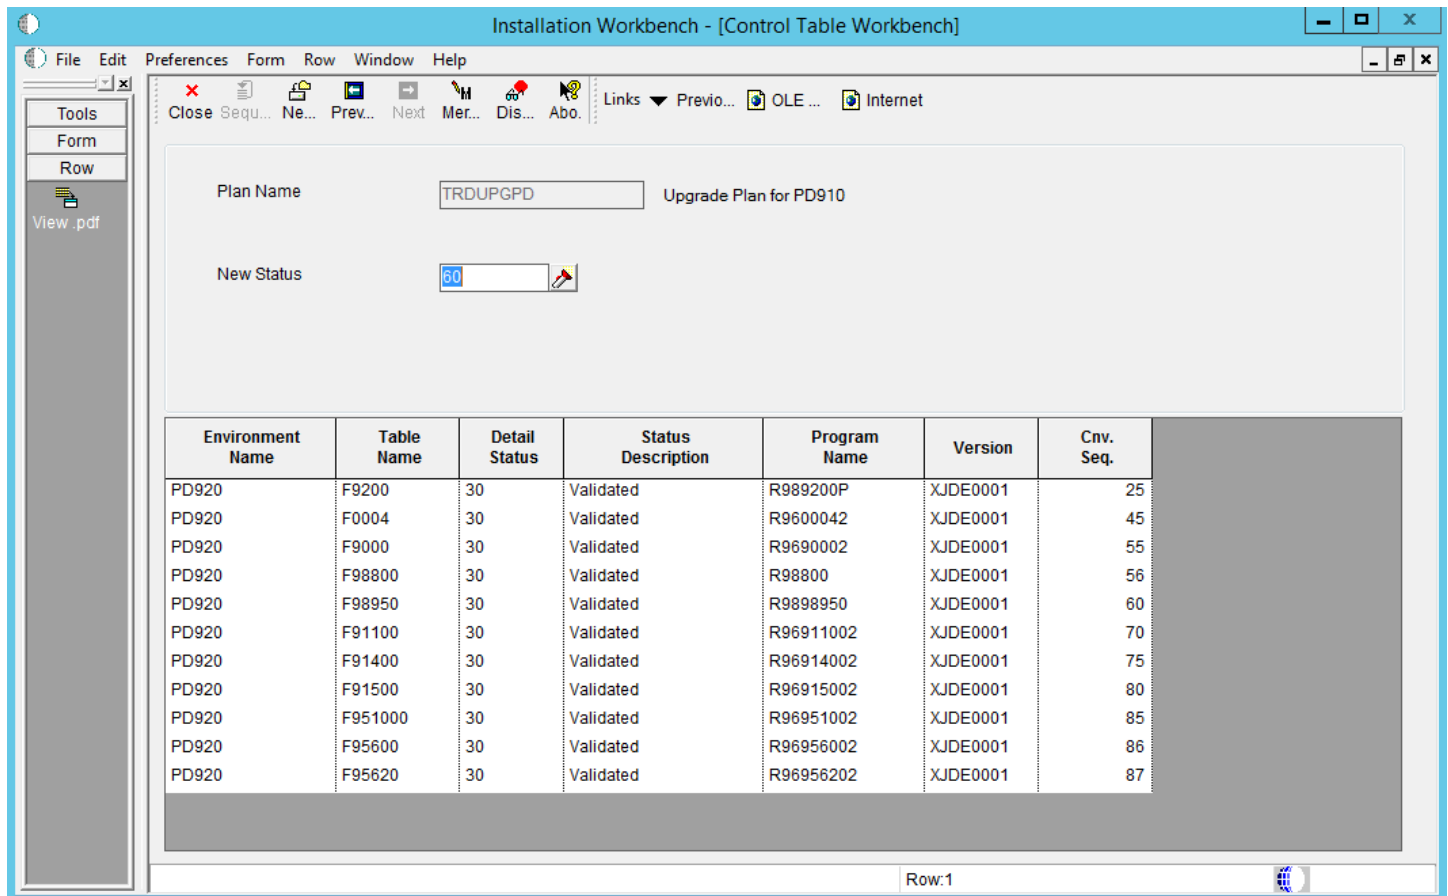 Installation Workbench - [Control Table Workbench]
File Edit Preferences Form Row Window Help
Close Sequ... Ne... Prev... Next Mer... Dis... Abo. Links Previo... OLE ... Internet
Tools
Form
Row
View .pdf
Plan Name TRDUPGPD Upgrade Plan for PD910
New Status 60
Environment Name Table Name Detail Status Status Description Program Name Version Cnv. Seq.
PD920 F9200 30 Validated R989200P XJDE0001 25
PD920 F0004 30 Validated R9600042 XJDE0001 45
PD920 F9000 30 Validated R9690002 XJDE0001 55
PD920 F98800 30 Validated R98800 XJDE0001 56
PD920 F98950 30 Validated R9898950 XJDE0001 60
PD920 F91100 30 Validated R96911002 XJDE0001 70
PD920 F91400 30 Validated R96914002 XJDE0001 75
PD920 F91500 30 Validated R96915002 XJDE0001 80
PD920 F951000 30 Validated R96951002 XJDE0001 85
PD920 F95600 30 Validated R96956002 XJDE0001 86
PD920 F95620 30 Validated R96956202 XJDE0001 87
Row:1